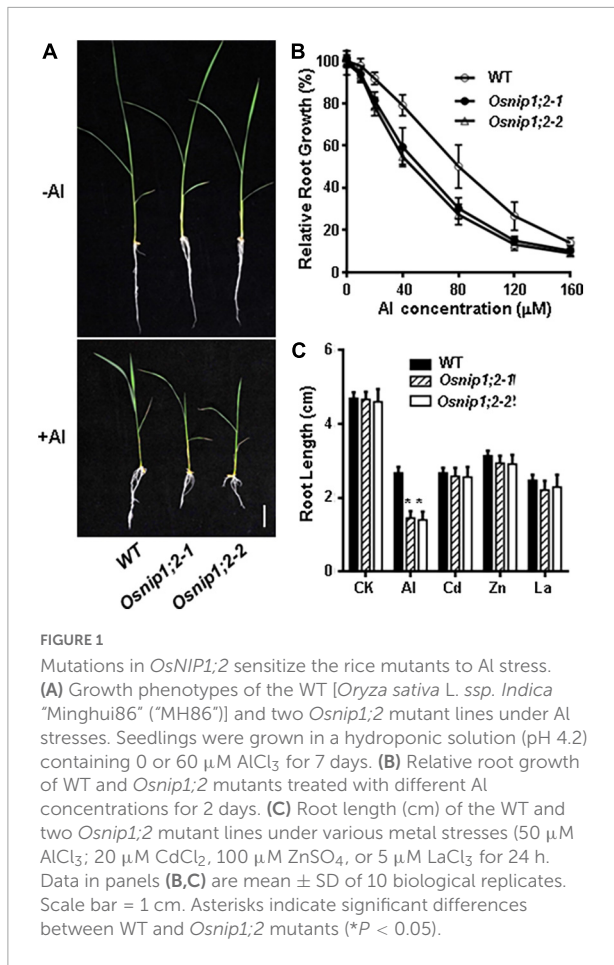 A
-Al
+Al
WT
Osnip1;2-1
Osnip1;2-2
B
Relative Root Growth (%)
100
80
60
40
20
0
0
40
80
120
160
Al concentration (µM)
WT
Osnip1;2-1
Osnip1;2-2
C
Root Length (cm)
6
4
2
0
WT
Osnip1;2-1
Osnip1;2-2
* *
CK
Al
Cd
Zn
La
FIGURE 1
Mutations in OsNIP1;2 sensitize the rice mutants to Al stress.
(A) Growth phenotypes of the WT [Oryza sativa L. ssp. Indica
“Minghui86” (“MH86”)] and two Osnip1;2 mutant lines under Al
stresses. Seedlings were grown in a hydroponic solution (pH 4.2)
containing 0 or 60 µM AlCl₃ for 7 days. (B) Relative root growth
of WT and Osnip1;2 mutants treated with different Al
concentrations for 2 days. (C) Root length (cm) of the WT and
two Osnip1;2 mutant lines under various metal stresses (50 µM
AlCl₃; 20 µM CdCl₂, 100 µM ZnSO₄, or 5 µM LaCl₃ for 24 h.
Data in panels (B,C) are mean ± SD of 10 biological replicates.
Scale bar = 1 cm. Asterisks indicate significant differences
between WT and Osnip1;2 mutants (*P < 0.05).